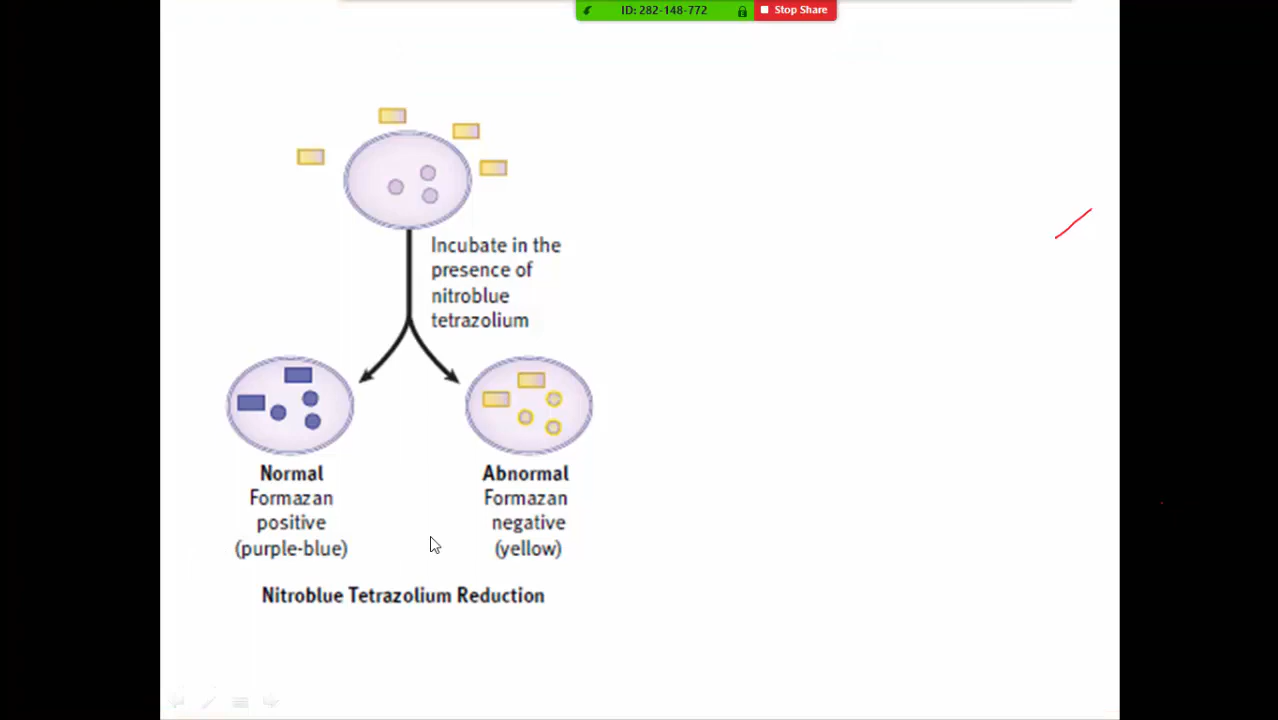 ID: 282-148-772
Stop Share
Incubate in the
presence of
nitroblue
tetrazolium
Normal
Formazan
positive
(purple-blue)
Abnormal
Formazan
negative
(yellow)
Nitroblue Tetrazolium Reduction